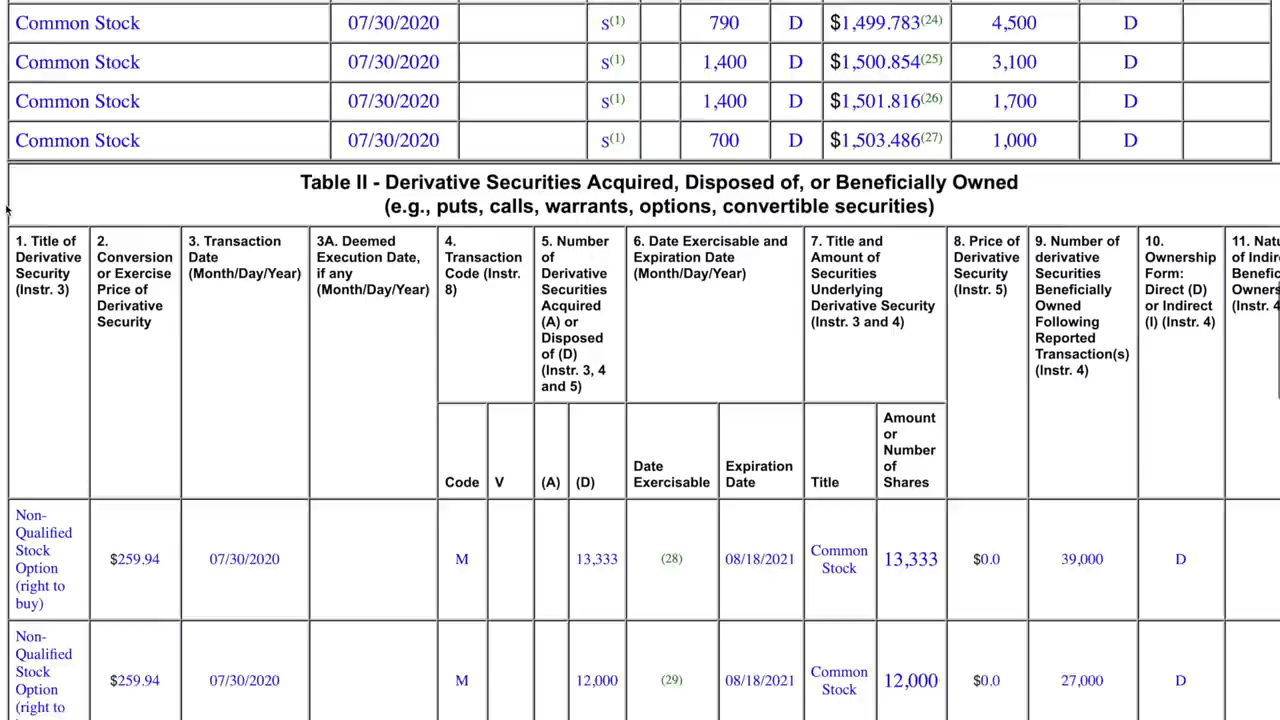 Common Stock 07/30/2020 S(1) 790 D $1,499.783(24) 4,500 D
Common Stock 07/30/2020 S(1) 1,400 D $1,500.854(25) 3,100 D
Common Stock 07/30/2020 S(1) 1,400 D $1,501.816(26) 1,700 D
Common Stock 07/30/2020 S(1) 700 D $1,503.486(27) 1,000 D
Table II - Derivative Securities Acquired, Disposed of, or Beneficially Owned
(e.g., puts, calls, warrants, options, convertible securities)
1. Title of
Derivative
Security
(Instr. 3)
2.
Conversion
or Exercise
Price of
Derivative
Security
3. Transaction
Date
(Month/Day/Year)
3A. Deemed
Execution Date,
if any
(Month/Day/Year)
4.
Transaction
Code (Instr.
8)
5. Number
of
Derivative
Securities
Acquired
(A) or
Disposed
of (D)
(Instr. 3, 4
and 5)
6. Date Exercisable and
Expiration Date
(Month/Day/Year)
7. Title and
Amount of
Securities
Underlying
Derivative Security
(Instr. 3 and 4)
8. Price of
Derivative
Security
(Instr. 5)
9. Number of
derivative
Securities
Beneficially
Owned
Following
Reported
Transaction(s)
(Instr. 4)
10.
Ownership
Form:
Direct (D)
or Indirect
(I) (Instr. 4)
11. Natu
of Indire
Benefic
Owners
(Instr. 4
Code V (A) (D)
Date
Exercisable
Expiration
Date
Title
Amount
or
Number
of
Shares
Non-
Qualified
Stock
Option
(right to
buy)
$259.94 07/30/2020 M 13,333 (28) 08/18/2021
Common
Stock
13,333 $0.0 39,000 D
Non-
Qualified
Stock
Option
(right to
$259.94 07/30/2020 M 12,000 (29) 08/18/2021
Common
Stock
12,000 $0.0 27,000 D